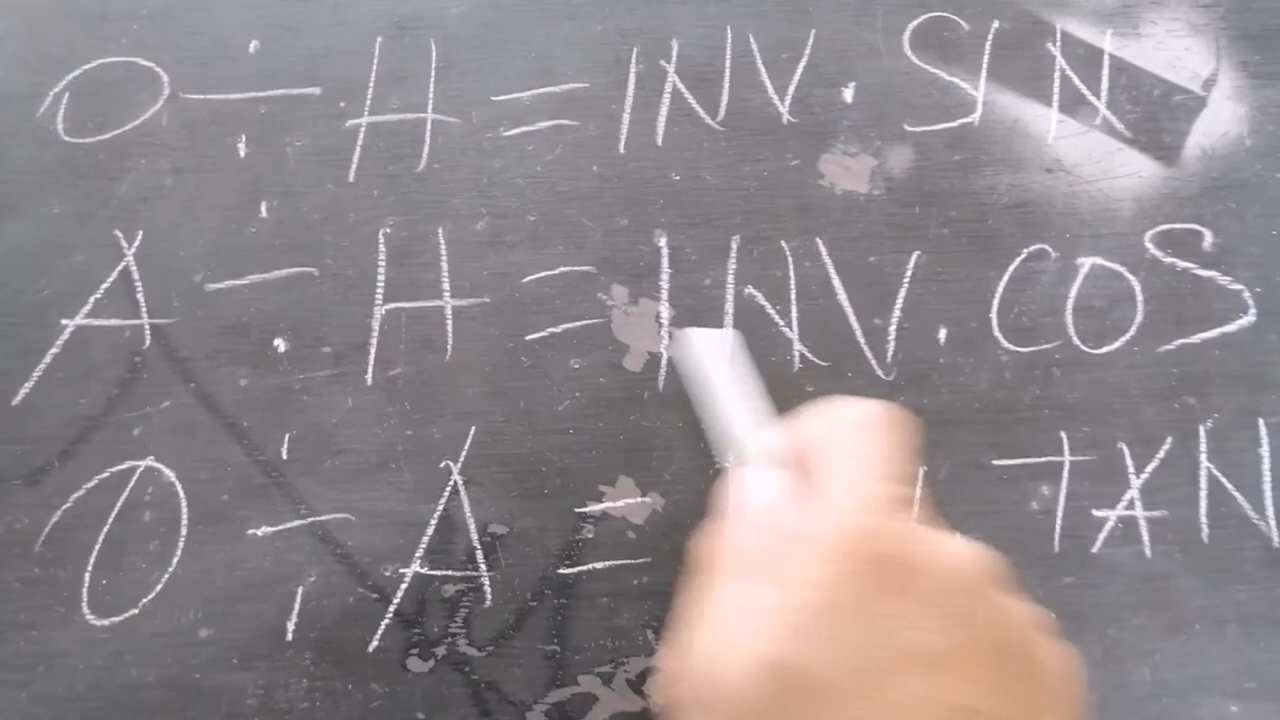 O ÷ H = INV. SIN
A ÷ H = INV. COS
O ÷ A = TAN